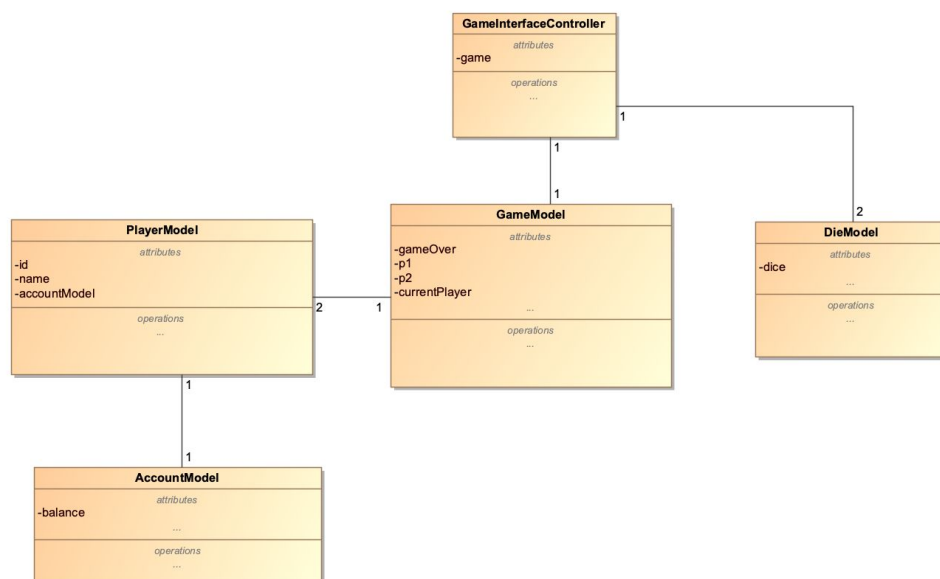 GameInterfaceController
attributes
-game
operations
...
1
1
1
1
2
GameModel
attributes
-gameOver
-p1
-p2
-currentPlayer
...
operations
...
PlayerModel
attributes
-id
-name
-accountModel
operations
...
2
1
DieModel
attributes
-dice
...
operations
...
1
1
AccountModel
attributes
-balance
...
operations
...